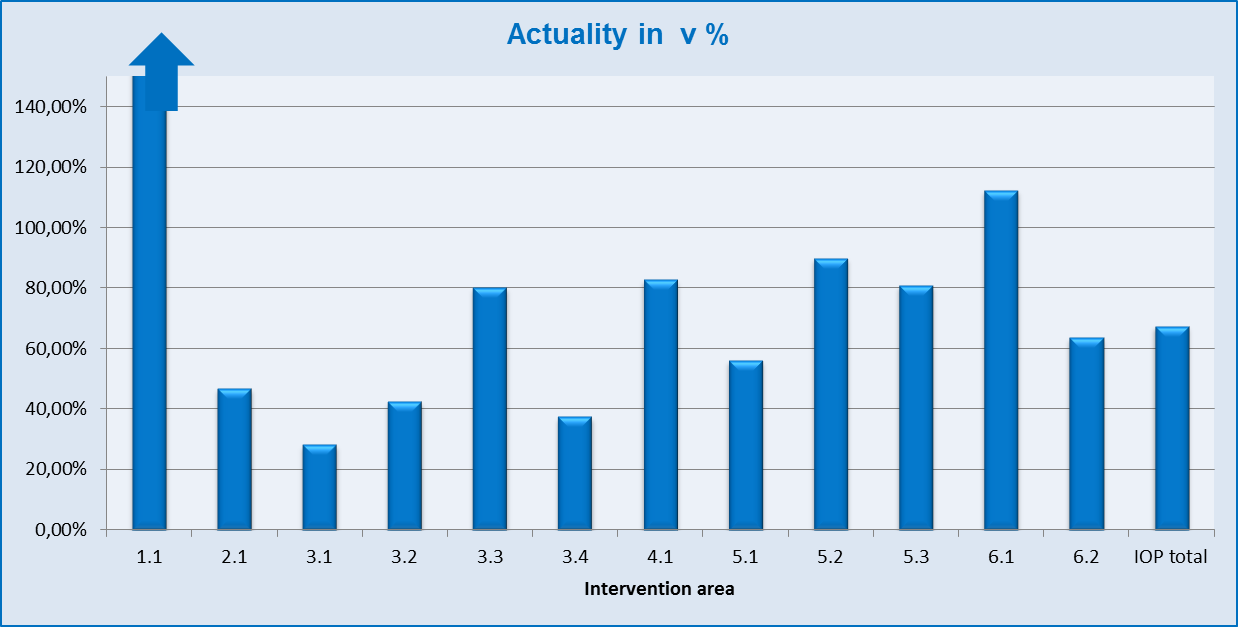 Actuality in v %
140,00%
120,00%
100,00%
80,00%
60,00%
40,00%
20,00%
0,00%
1.1 2.1 3.1 3.2 3.3 3.4 4.1 5.1 5.2 5.3 6.1 6.2 IOP total
Intervention area